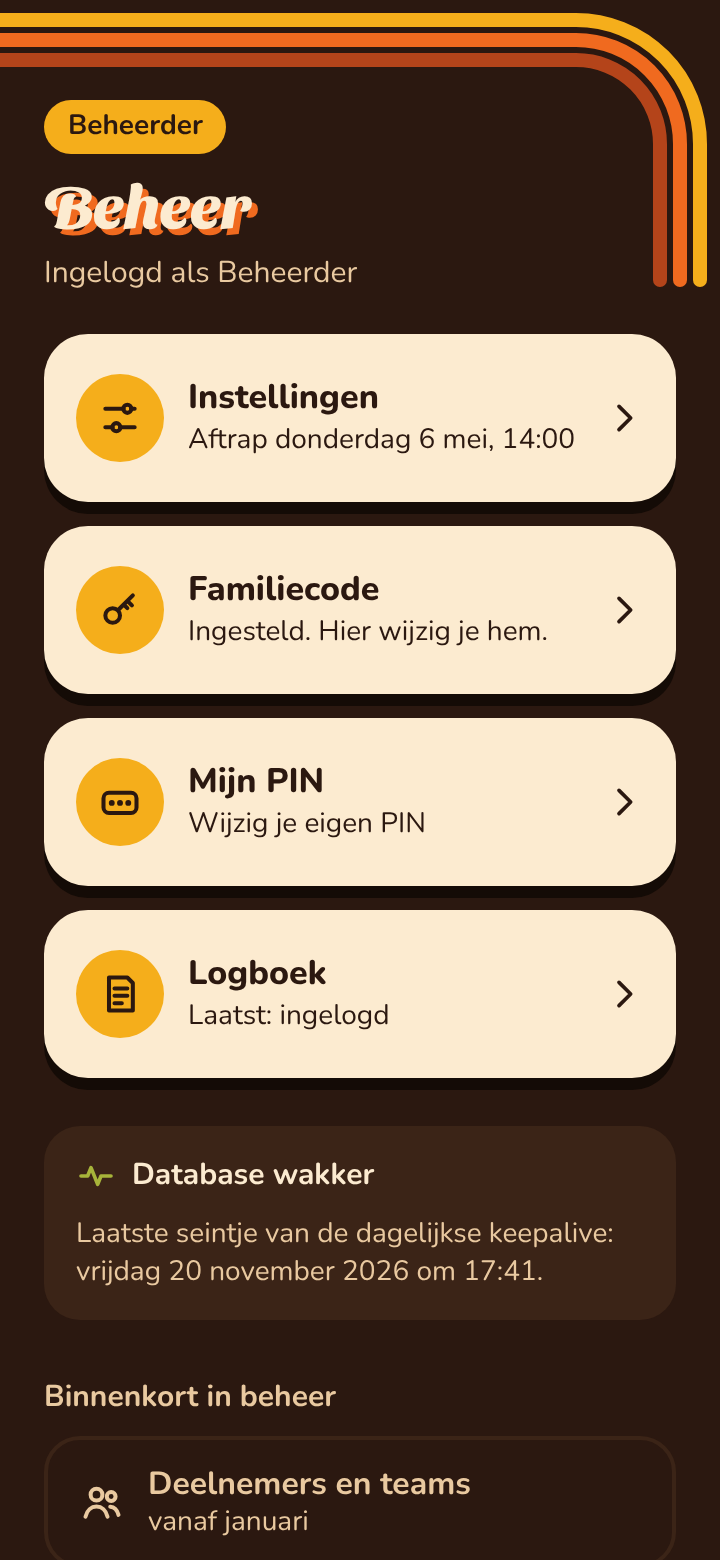 Beheerder
Beheer
Ingelogd als Beheerder
Instellingen
Aftrap donderdag 6 mei, 14:00
Familiecode
Ingesteld. Hier wijzig je hem.
Mijn PIN
Wijzig je eigen PIN
Logboek
Laatst: ingelogd
Database wakker
Laatste seintje van de dagelijkse keepalive:
vrijdag 20 november 2026 om 17:41.
Binnenkort in beheer
Deelnemers en teams
vanaf januari